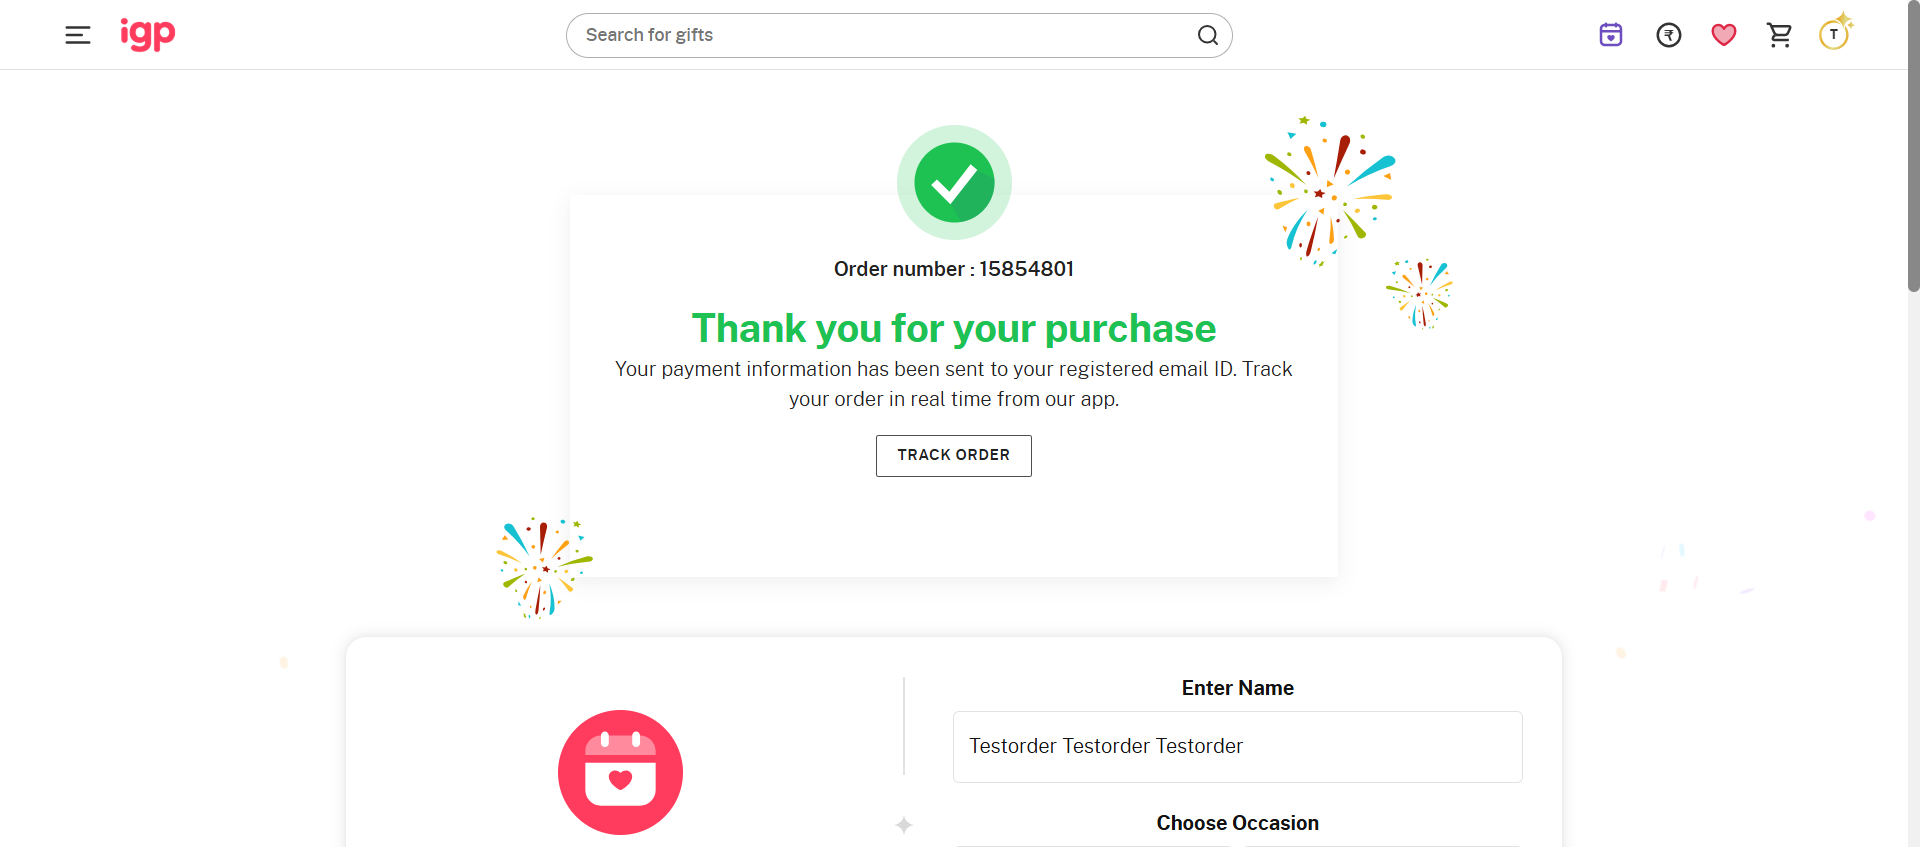 igp
Search for gifts
T
Order number : 15854801
Thank you for your purchase
Your payment information has been sent to your registered email ID. Track
your order in real time from our app.
TRACK ORDER
Enter Name
Testorder Testorder Testorder
Choose Occasion